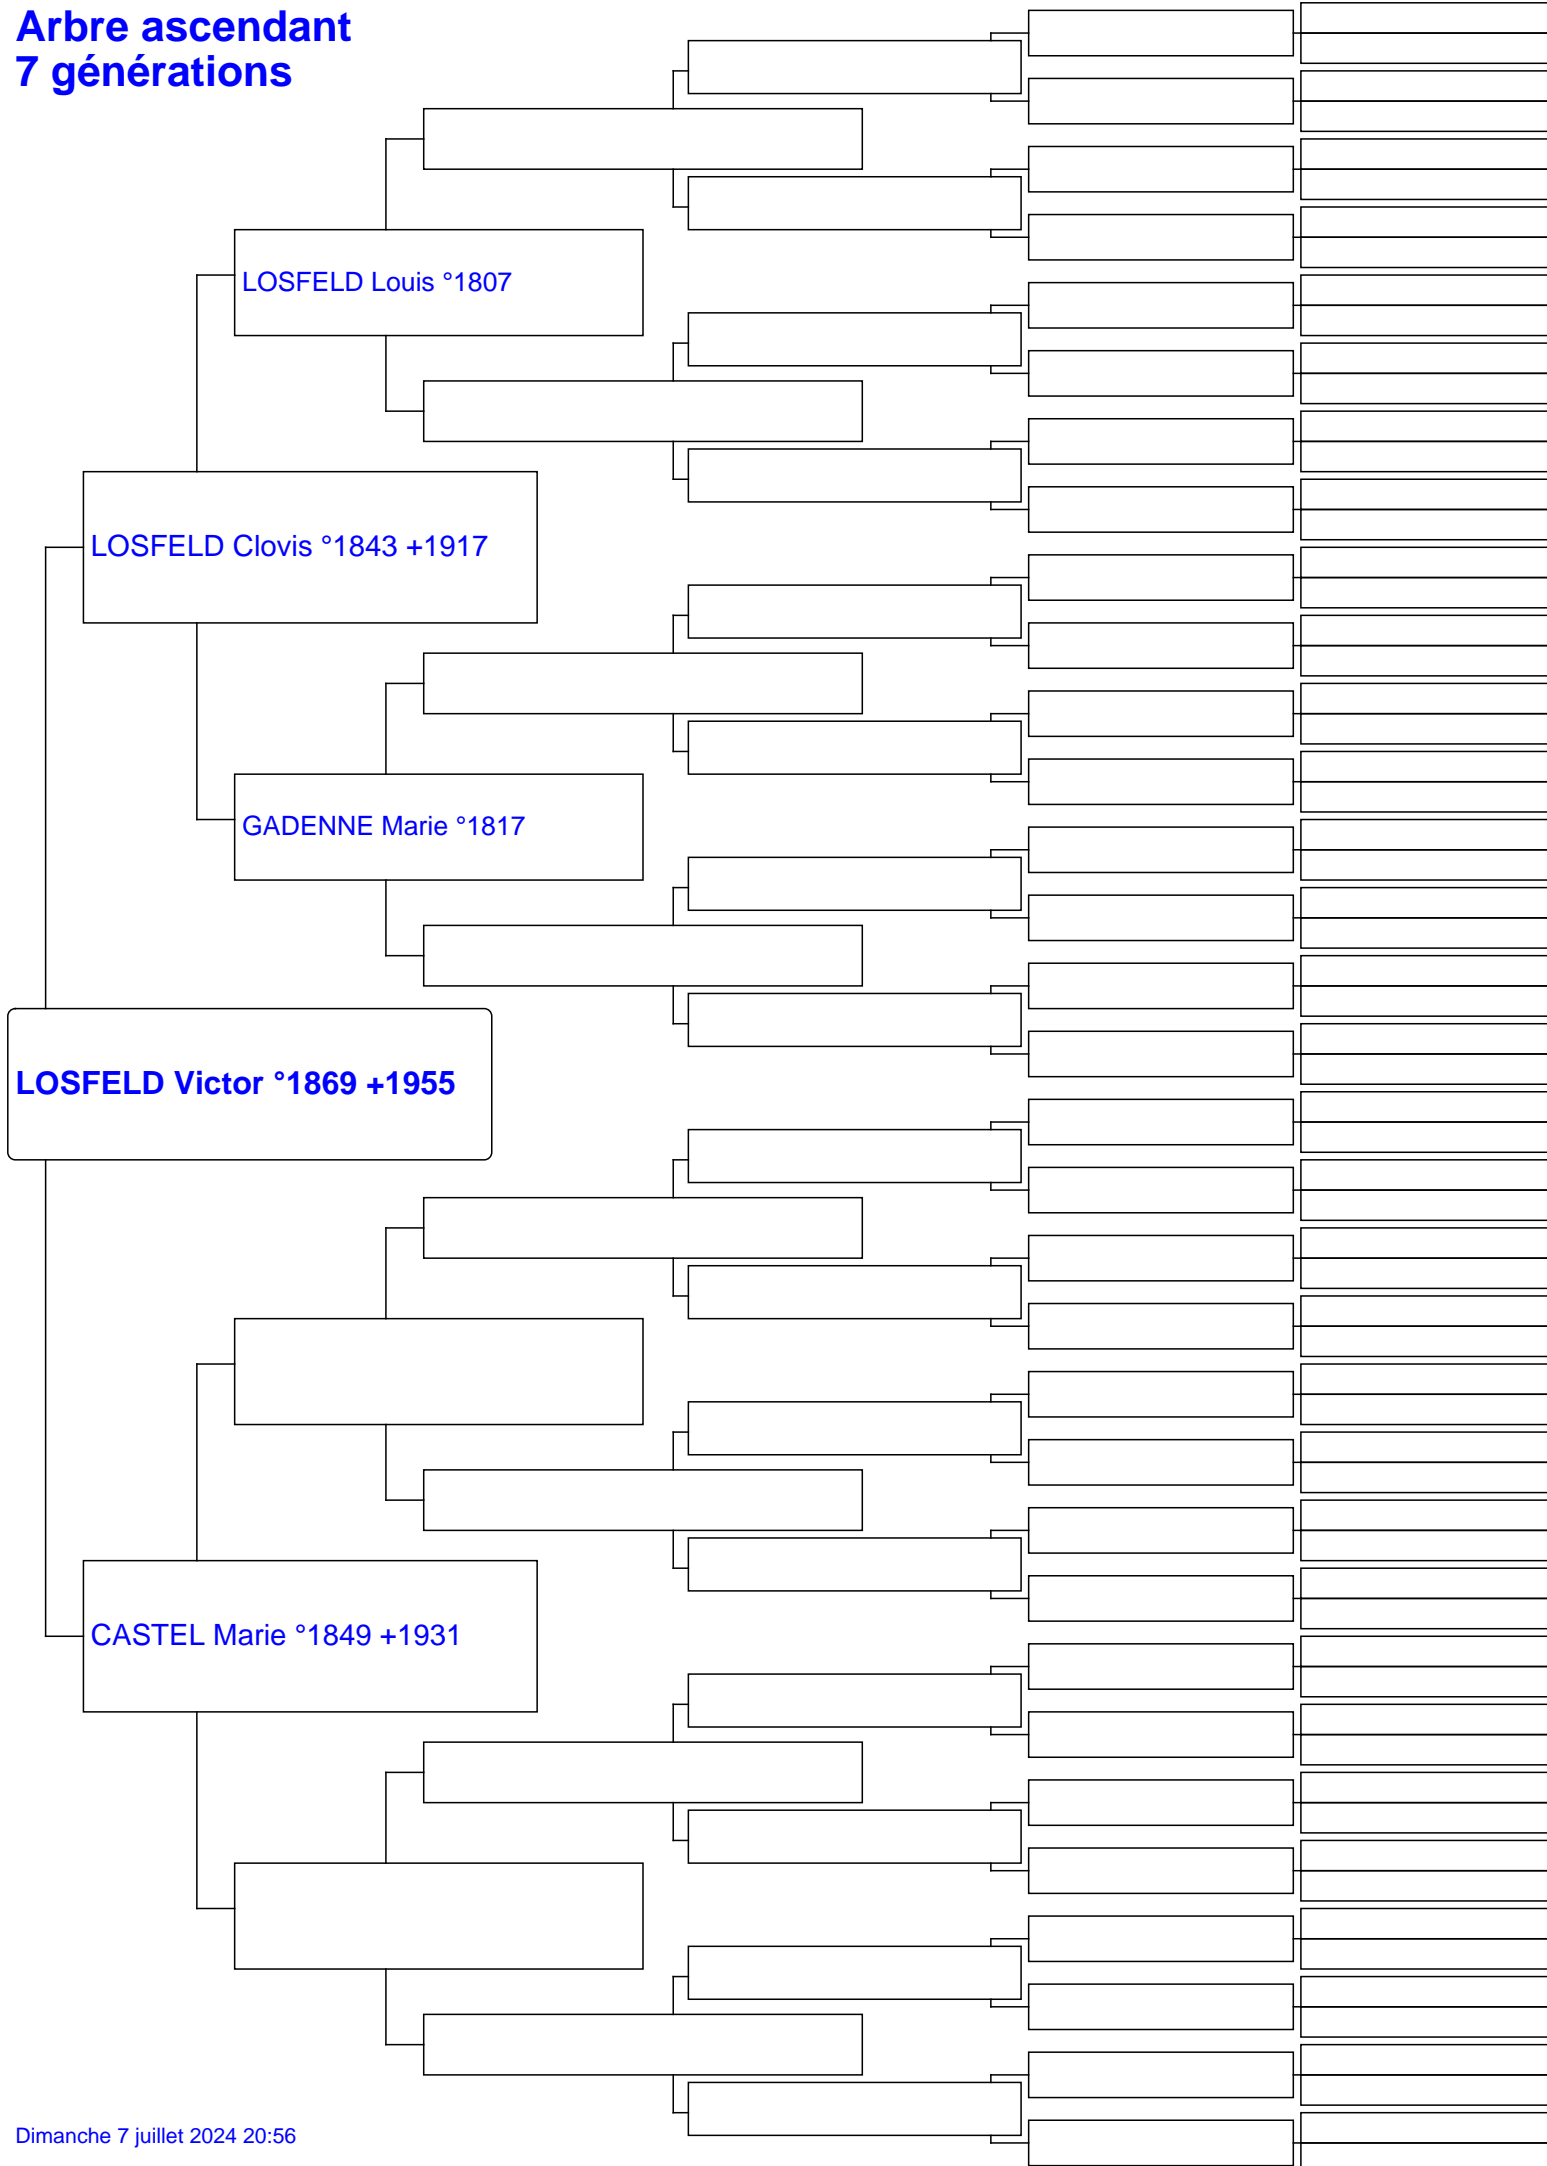 Arbre ascendant
7 générations
LOSFELD Louis °1807
LOSFELD Clovis °1843 +1917
GADENNE Marie °1817
LOSFELD Victor °1869 +1955
CASTEL Marie °1849 +1931
Dimanche 7 juillet 2024 20:56